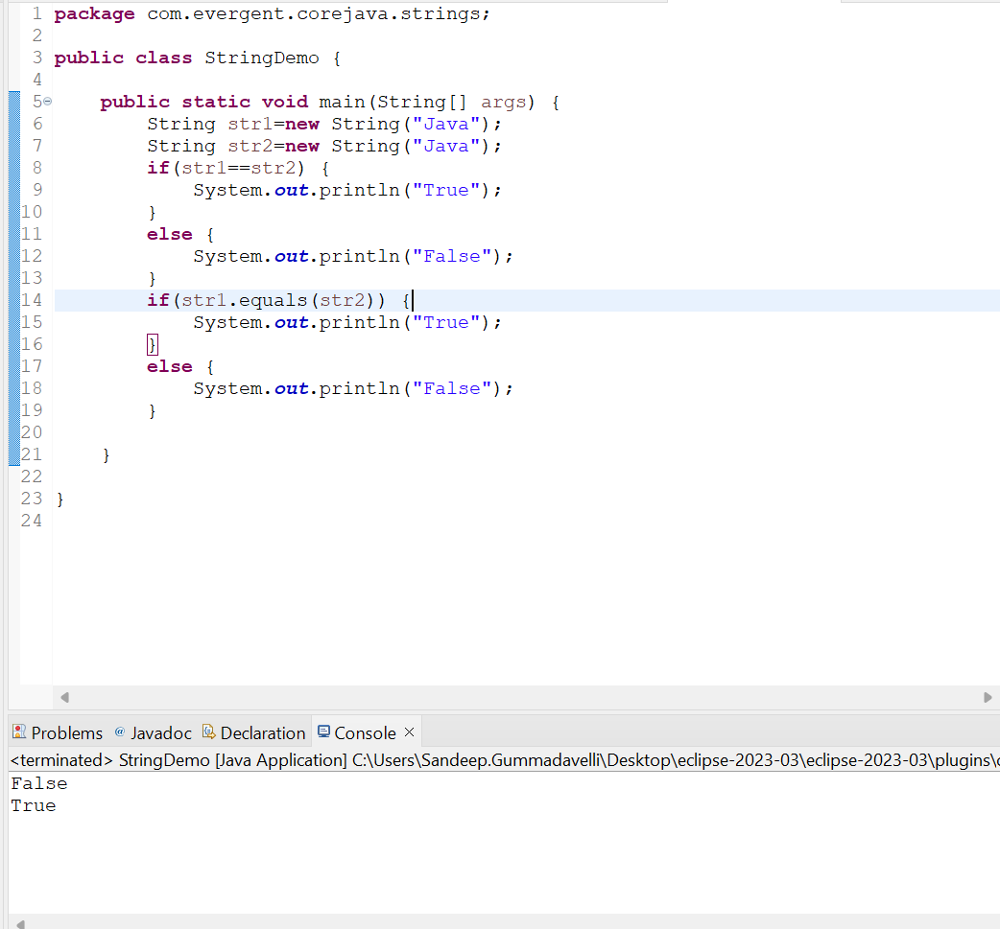 1 package com.evergent.corejava.strings;
2
3 public class StringDemo {
4
5 public static void main(String[] args) {
6 String str1=new String("Java");
7 String str2=new String("Java");
8 if(str1==str2) {
9 System.out.println("True");
10 }
11 else {
12 System.out.println("False");
13 }
14 if(str1.equals(str2)) {
15 System.out.println("True");
16 }
17 else {
18 System.out.println("False");
19 }
20
21 }
22
23 }
24
Problems @ Javadoc Declaration Console ×
<terminated> StringDemo [Java Application] C:\Users\Sandeep.Gummadavelli\Desktop\eclipse-2023-03\eclipse-2023-03\plugins\
False
True